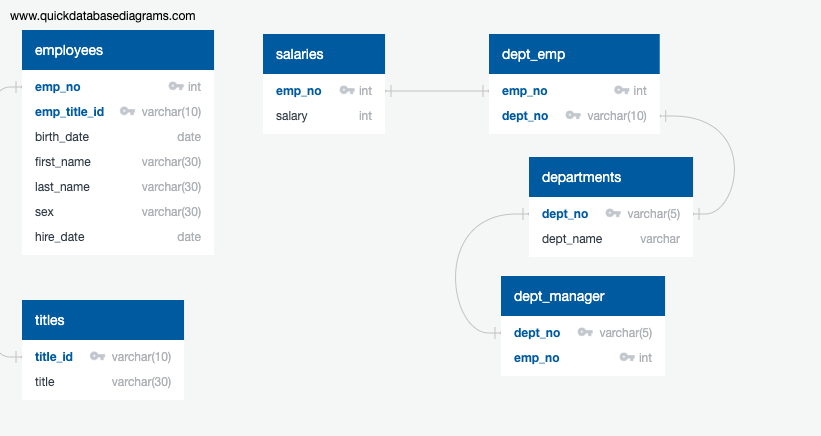 www.quickdatabasediagrams.com
employees
emp_no int
emp_title_id varchar(10)
birth_date date
first_name varchar(30)
last_name varchar(30)
sex varchar(30)
hire_date date
titles
title_id varchar(10)
title varchar(30)
salaries
emp_no int
salary int
dept_emp
emp_no int
dept_no varchar(10)
departments
dept_no varchar(5)
dept_name varchar
dept_manager
dept_no varchar(5)
emp_no int